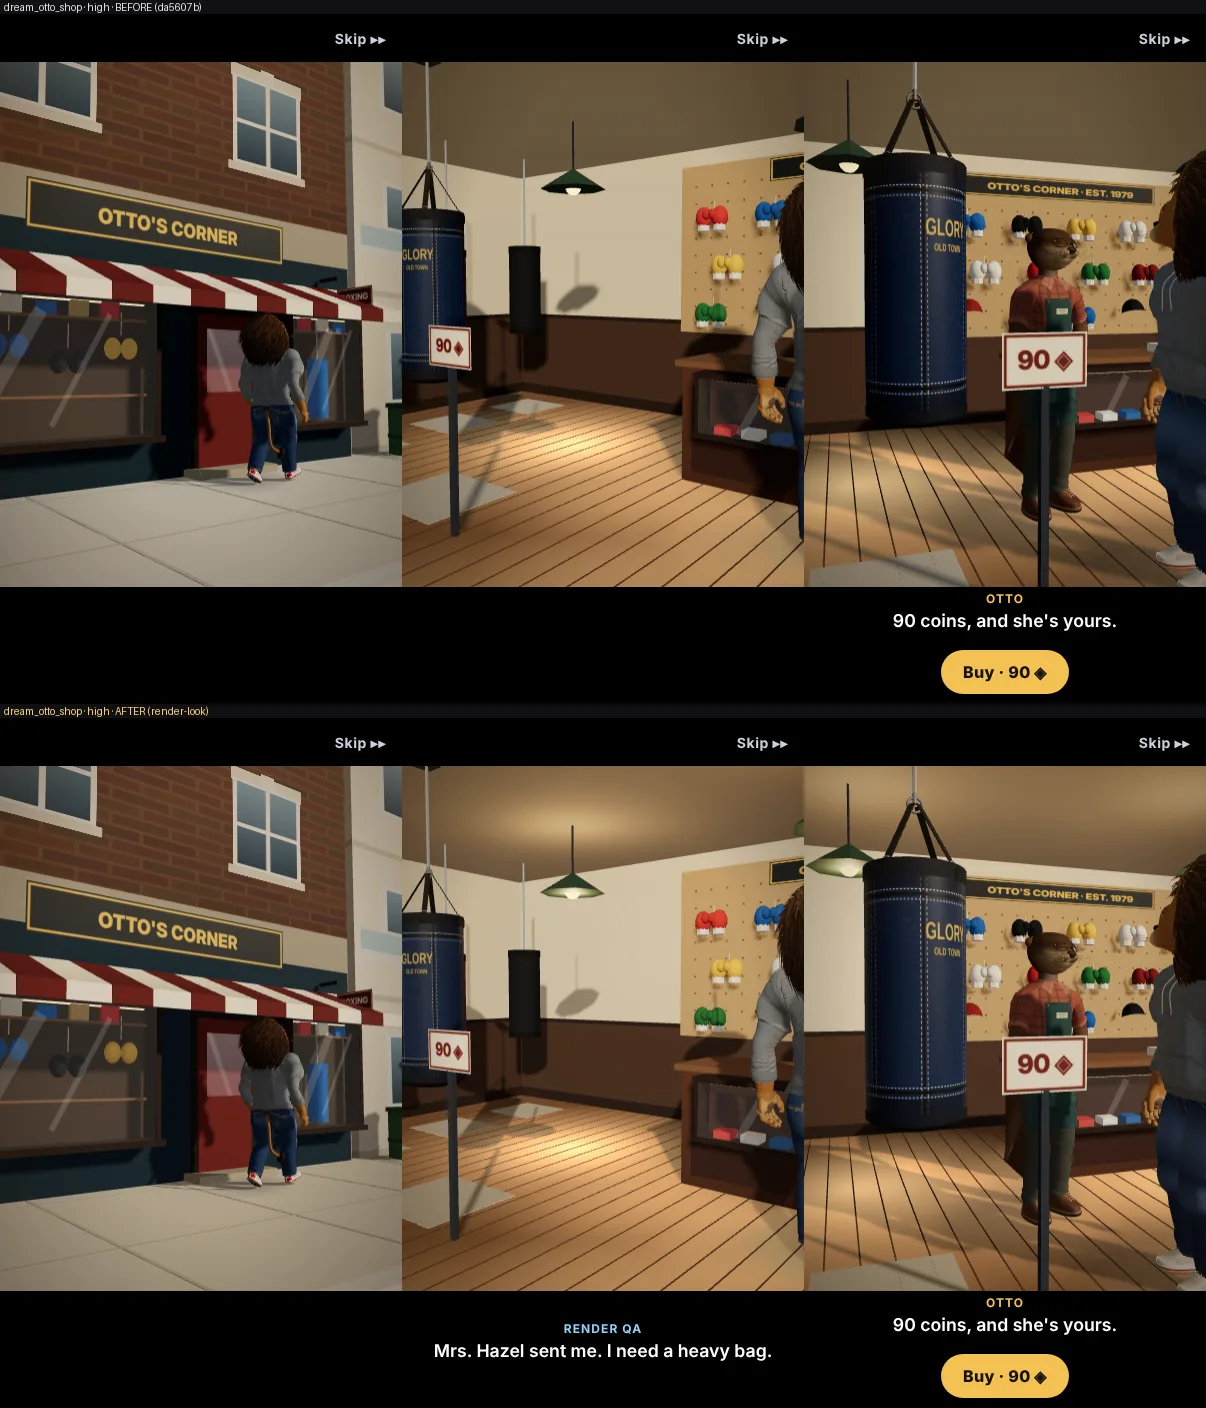 dream_otto_shop · high · BEFORE (da5607b)
Skip ▸▸
Skip ▸▸
Skip ▸▸
OTTO'S CORNER
GLORY
OLD TOWN
90 ◈
OTTO'S CORNER · EST. 1979
GLORY
OLD TOWN
90 ◈
OTTO
90 coins, and she's yours.
Buy · 90 ◈
dream_otto_shop · high · AFTER (render-look)
Skip ▸▸
Skip ▸▸
Skip ▸▸
OTTO'S CORNER
GLORY
OLD TOWN
90 ◈
OTTO'S CORNER · EST. 1979
GLORY
OLD TOWN
90 ◈
RENDER QA
Mrs. Hazel sent me. I need a heavy bag.
OTTO
90 coins, and she's yours.
Buy · 90 ◈